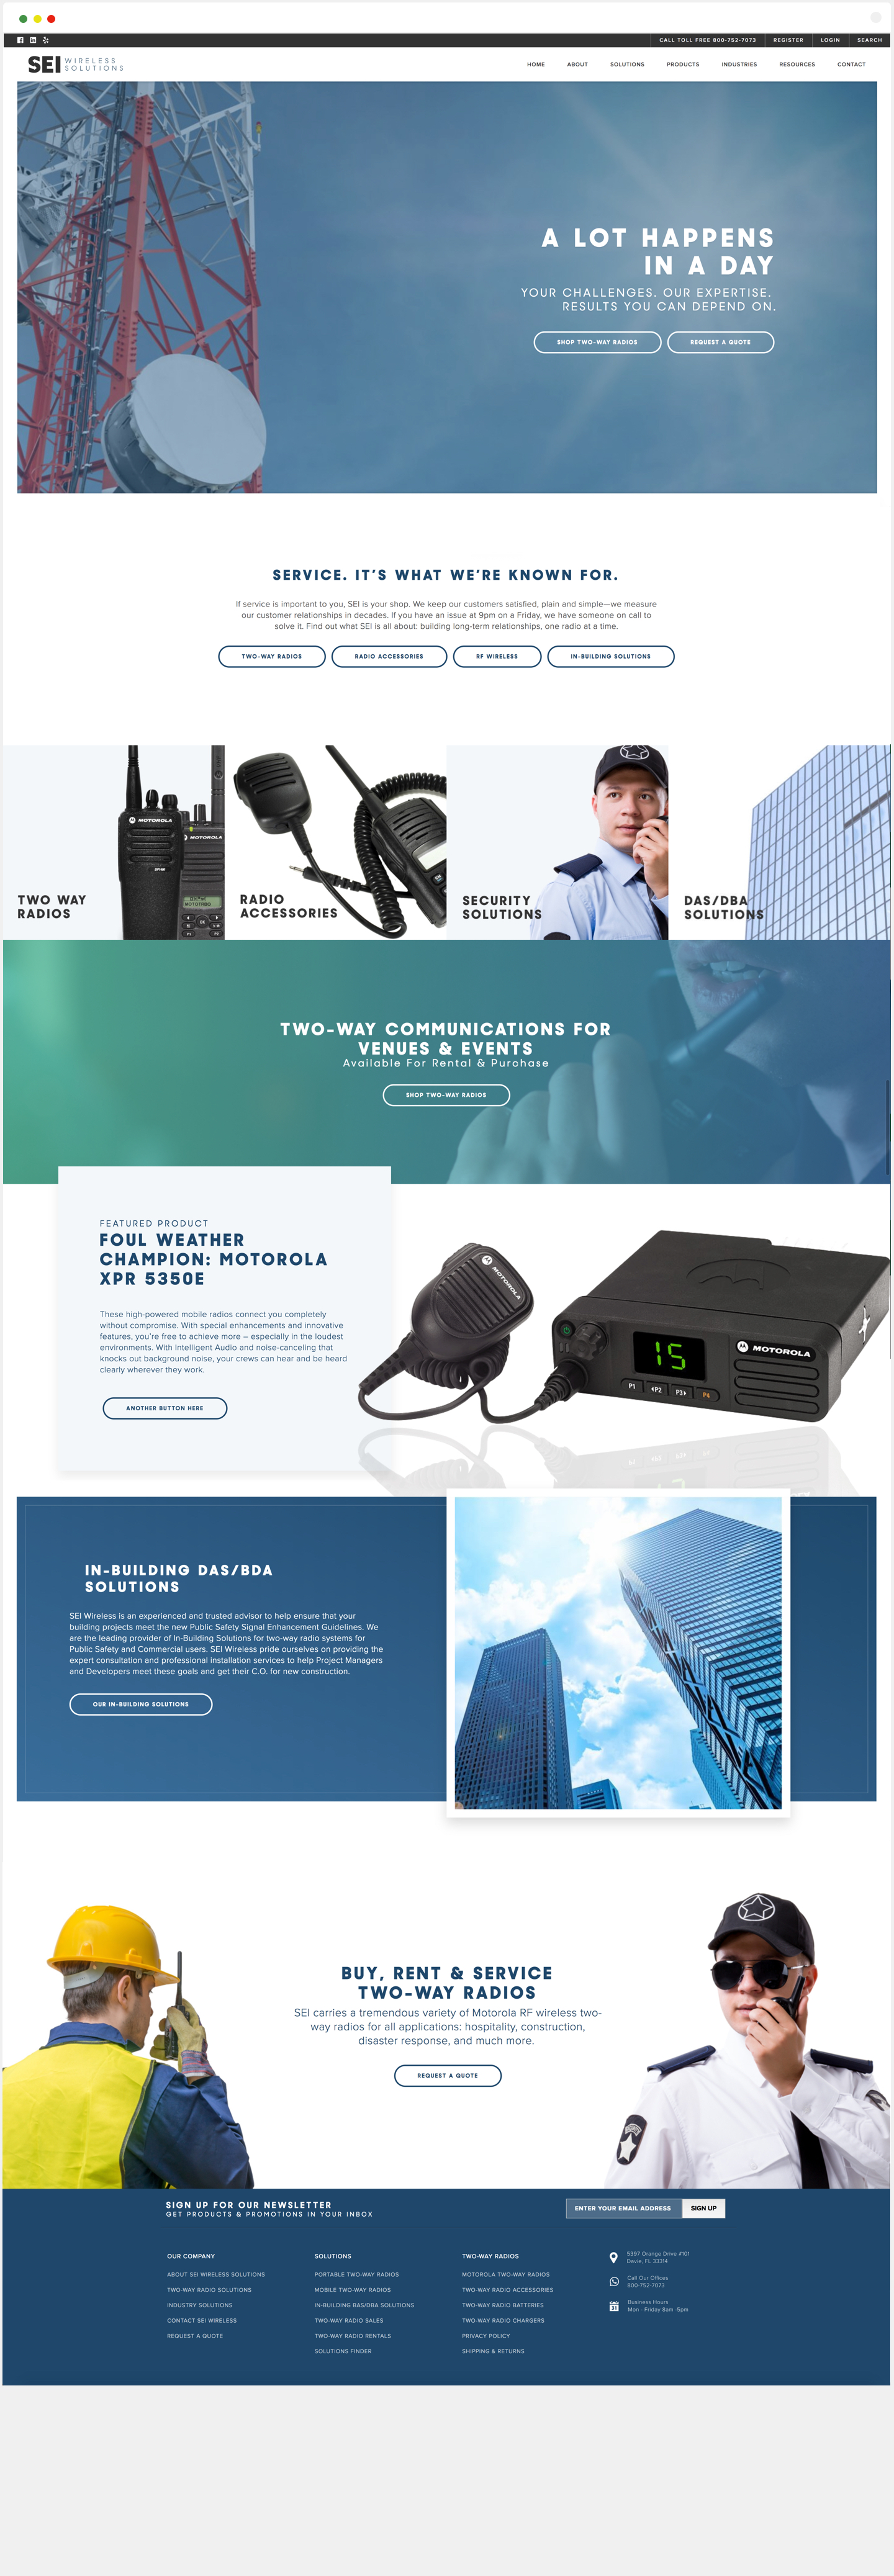 CALL TOLL FREE 800-752-7073 REGISTER LOGIN SEARCH
SEI WIRELESS
SOLUTIONS
HOME ABOUT SOLUTIONS PRODUCTS INDUSTRIES RESOURCES CONTACT
A LOT HAPPENS
IN A DAY
YOUR CHALLENGES. OUR EXPERTISE.
RESULTS YOU CAN DEPEND ON.
SHOP TWO-WAY RADIOS REQUEST A QUOTE
SERVICE. IT'S WHAT WE'RE KNOWN FOR.
If service is important to you, SEI is your shop. We keep our customers satisfied, plain and simple—we measure
our customer relationships in decades. If you have an issue at 9pm on a Friday, we have someone on call to
solve it. Find out what SEI is all about: building long-term relationships, one radio at a time.
TWO-WAY RADIOS RADIO ACCESSORIES RF WIRELESS IN-BUILDING SOLUTIONS
MOTOROLA
MOTOROLA
TWO WAY
RADIOS
RADIO
ACCESSORIES
SECURITY
SOLUTIONS
DAS/DBA
SOLUTIONS
TWO-WAY COMMUNICATIONS FOR
VENUES & EVENTS
Available For Rental & Purchase
SHOP TWO-WAY RADIOS
FEATURED PRODUCT
FOUL WEATHER
CHAMPION: MOTOROLA
XPR 5350E
These high-powered mobile radios connect you completely
without compromise. With special enhancements and innovative
features, you're free to achieve more – especially in the loudest
environments. With Intelligent Audio and noise-canceling that
knocks out background noise, your crews can hear and be heard
clearly wherever they work.
ANOTHER BUTTON HERE
MOTOROLA
15
MOTOROLA
P1 P2 P3 P4
IN-BUILDING DAS/BDA
SOLUTIONS
SEI Wireless is an experienced and trusted advisor to help ensure that your
building projects meet the new Public Safety Signal Enhancement Guidelines. We
are the leading provider of In-Building Solutions for two-way radio systems for
Public Safety and Commercial users. SEI Wireless pride ourselves on providing the
expert consultation and professional installation services to help Project Managers
and Developers meet these goals and get their C.O. for new construction.
OUR IN-BUILDING SOLUTIONS
BUY, RENT & SERVICE
TWO-WAY RADIOS
SEI carries a tremendous variety of Motorola RF wireless two-
way radios for all applications: hospitality, construction,
disaster response, and much more.
REQUEST A QUOTE
SIGN UP FOR OUR NEWSLETTER
GET PRODUCTS & PROMOTIONS IN YOUR INBOX
ENTER YOUR EMAIL ADDRESS SIGN UP
OUR COMPANY
ABOUT SEI WIRELESS SOLUTIONS
TWO-WAY RADIO SOLUTIONS
INDUSTRY SOLUTIONS
CONTACT SEI WIRELESS
REQUEST A QUOTE
SOLUTIONS
PORTABLE TWO-WAY RADIOS
MOBILE TWO-WAY RADIOS
IN-BUILDING BAS/DBA SOLUTIONS
TWO-WAY RADIO SALES
TWO-WAY RADIO RENTALS
SOLUTIONS FINDER
TWO-WAY RADIOS
MOTOROLA TWO-WAY RADIOS
TWO-WAY RADIO ACCESSORIES
TWO-WAY RADIO BATTERIES
TWO-WAY RADIO CHARGERS
PRIVACY POLICY
SHIPPING & RETURNS
5397 Orange Drive #101
Davie, FL 33314
Call Our Offices
800-752-7073
31
Business Hours
Mon - Friday 8am -5pm